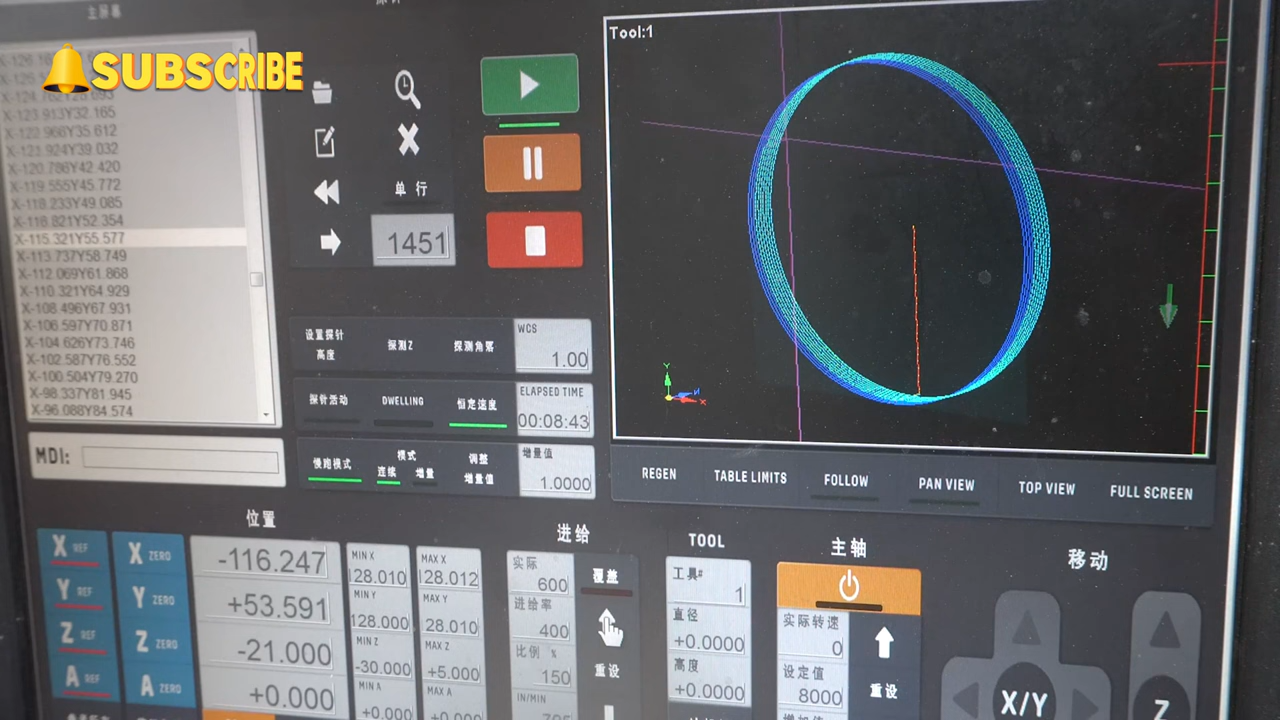 主屏幕
SUBSCRIBE
X-123.913Y32.165
X-122.966Y35.612
X-121.924Y39.032
X-120.786Y42.420
X-119.555Y45.772
X-118.233Y49.085
X-116.821Y52.354
X-115.321Y55.577
X-113.737Y58.749
X-112.069Y61.868
X-110.321Y64.929
X-108.496Y67.931
X-106.597Y70.871
X-104.626Y73.746
X-102.587Y76.552
X-100.504Y79.270
X-98.337Y81.945
X-96.088Y84.574
MDI:
单 行
1451
设置探针
高度
探测Z
探测角落
WCS
1.00
探针活动
DWELLING
恒定速度
ELAPSED TIME
00:08:43
慢跑模式
模式
连续
增量
调整
增量值
增量值
1.0000
Tool:1
Y
X
REGEN
TABLE LIMITS
FOLLOW
PAN VIEW
TOP VIEW
FULL SCREEN
位置
X REF
X ZERO
-116.247
MIN X
128.010
MAX X
128.012
Y REF
Y ZERO
+53.591
MIN Y
128.000
MAX Y
28.010
Z REF
Z ZERO
-21.000
MIN Z
-30.000
MAX Z
+5.000
A REF
A ZERO
+0.000
MIN A
+0.000
MAX A
进给
实际
600
覆盖
进给率
400
比例 %
150
重设
IN/MIN
TOOL
工具#
1
直径
+0.0000
高度
+0.0000
主轴
实际转速
0
设定值
8000
重设
移动
X/Y
Z